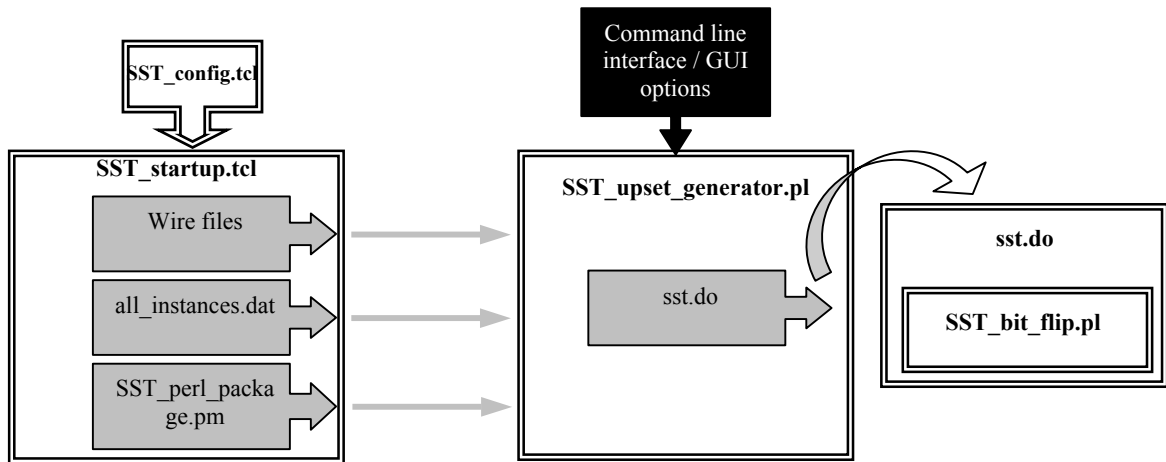 SST_config.tcl
SST_startup.tcl
Wire files
all_instances.dat
SST_perl_packa
ge.pm
Command line
interface / GUI
options
SST_upset_generator.pl
sst.do
sst.do
SST_bit_flip.pl